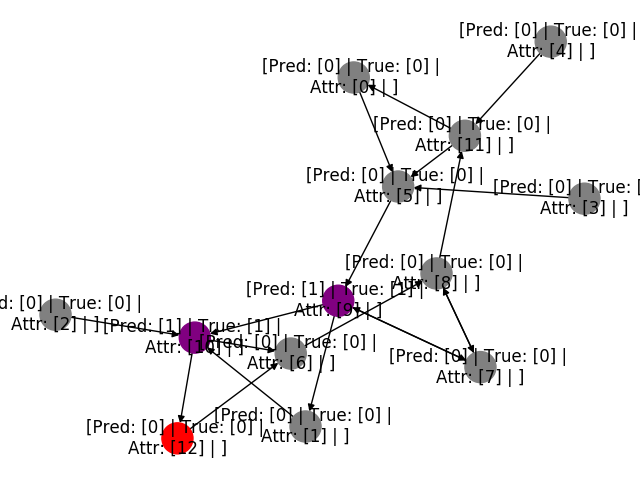 [Pred: [0] | True: [0] |
Attr: [4] | ]
[Pred: [0] | True: [0] |
Attr: [0] | ]
[Pred: [0] | True: [0] |
Attr: [11] | ]
[Pred: [0] | True: [0] |
Attr: [5] | ]
[Pred: [0] | True: [
Attr: [3] | ]
[Pred: [0] | True: [0] |
Attr: [8] | ]
[Pred: [1] | True: [1] |
Attr: [9] | ]
d: [0] | True: [0] |
Attr: [2] | ]
[Pred: [1] | True: [1] |
Attr: [10] | ]
[Pred: [0] | True: [0] |
Attr: [6] | ]
[Pred: [0] | True: [0] |
Attr: [7] | ]
[Pred: [0] | True: [0] |
Attr: [1] | ]
[Pred: [0] | True: [0] |
Attr: [12] | ]